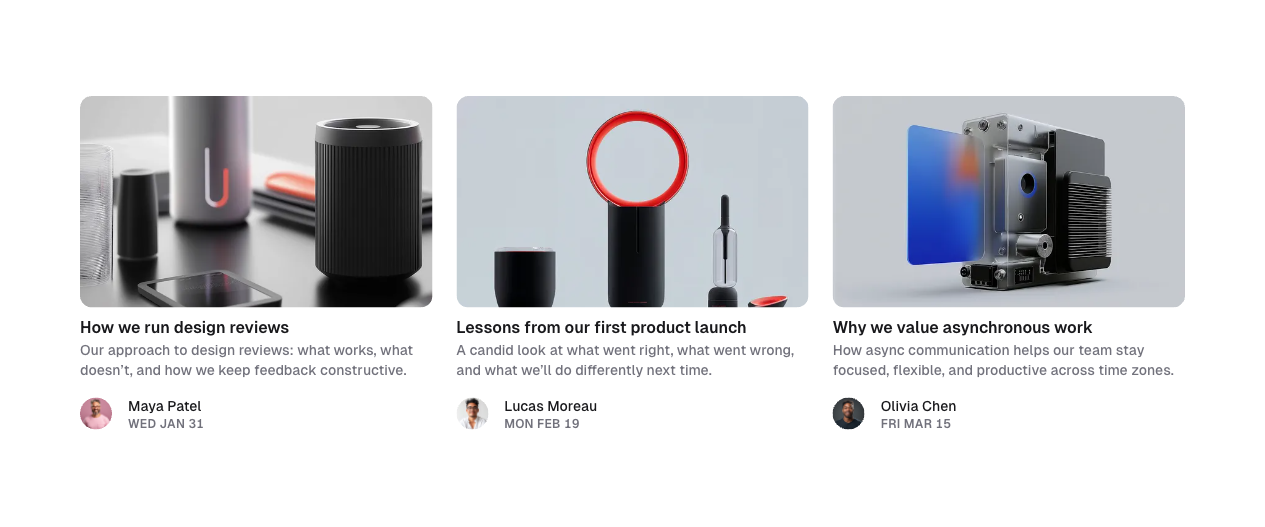 How we run design reviews
Our approach to design reviews: what works, what
doesn’t, and how we keep feedback constructive.
Maya Patel
WED JAN 31
Lessons from our first product launch
A candid look at what went right, what went wrong,
and what we’ll do differently next time.
Lucas Moreau
MON FEB 19
Why we value asynchronous work
How async communication helps our team stay
focused, flexible, and productive across time zones.
Olivia Chen
FRI MAR 15